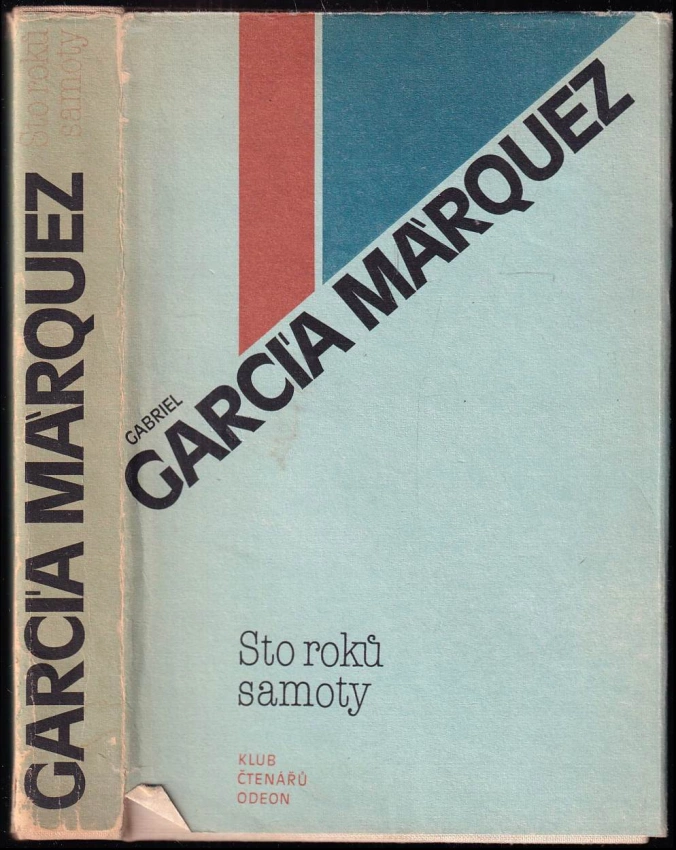 Sto roků
samoty
GARCÍA MÁRQUEZ
GABRIEL
GARCÍA MÁRQUEZ
Sto roků
samoty
KLUB
ČTENÁŘŮ
ODEON